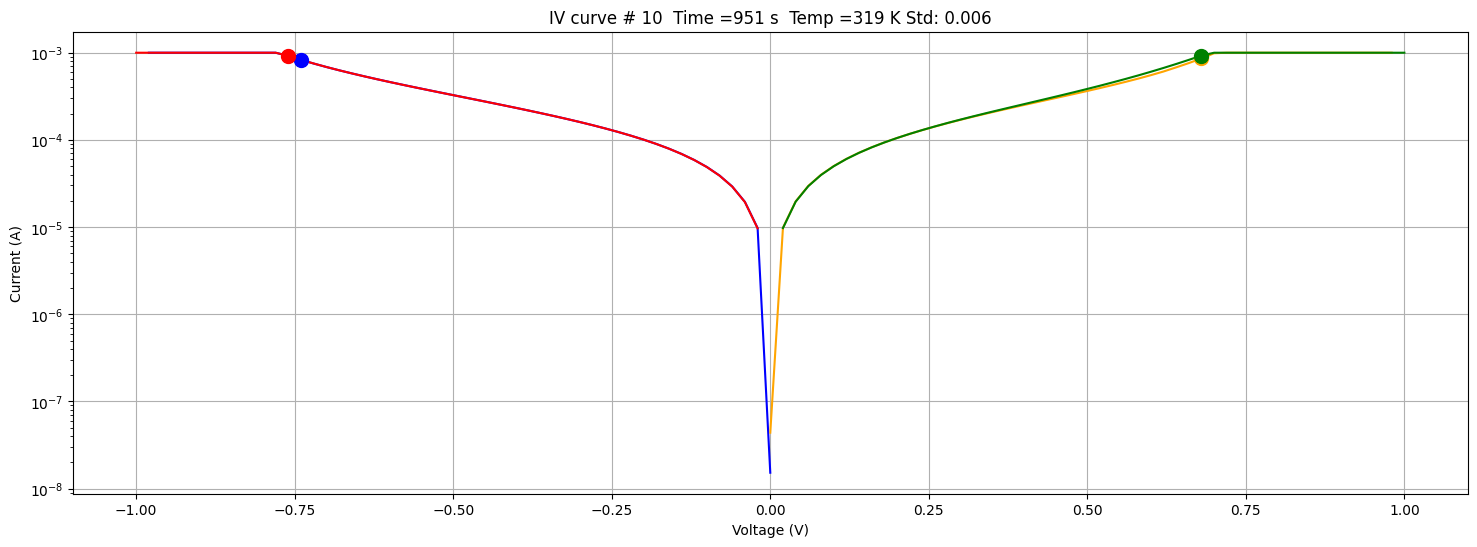 IV curve # 10  Time =951 s  Temp =319 K Std: 0.006
Current (A)
10⁻³
10⁻⁴
10⁻⁵
10⁻⁶
10⁻⁷
10⁻⁸
−1.00 −0.75 −0.50 −0.25 0.00 0.25 0.50 0.75 1.00
Voltage (V)